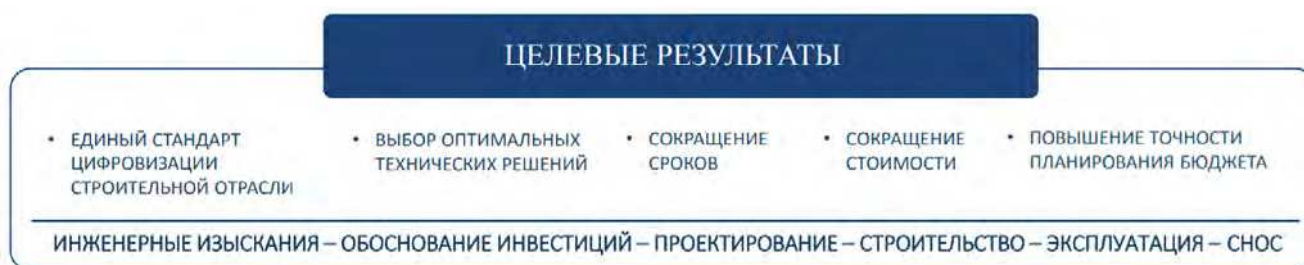 ЦЕЛЕВЫЕ РЕЗУЛЬТАТЫ
• ЕДИНЫЙ СТАНДАРТ
ЦИФРОВИЗАЦИИ
СТРОИТЕЛЬНОЙ ОТРАСЛИ
• ВЫБОР ОПТИМАЛЬНЫХ
ТЕХНИЧЕСКИХ РЕШЕНИЙ
• СОКРАЩЕНИЕ
СРОКОВ
• СОКРАЩЕНИЕ
СТОИМОСТИ
• ПОВЫШЕНИЕ ТОЧНОСТИ
ПЛАНИРОВАНИЯ БЮДЖЕТА
ИНЖЕНЕРНЫЕ ИЗЫСКАНИЯ – ОБОСНОВАНИЕ ИНВЕСТИЦИЙ – ПРОЕКТИРОВАНИЕ – СТРОИТЕЛЬСТВО – ЭКСПЛУАТАЦИЯ – СНОС